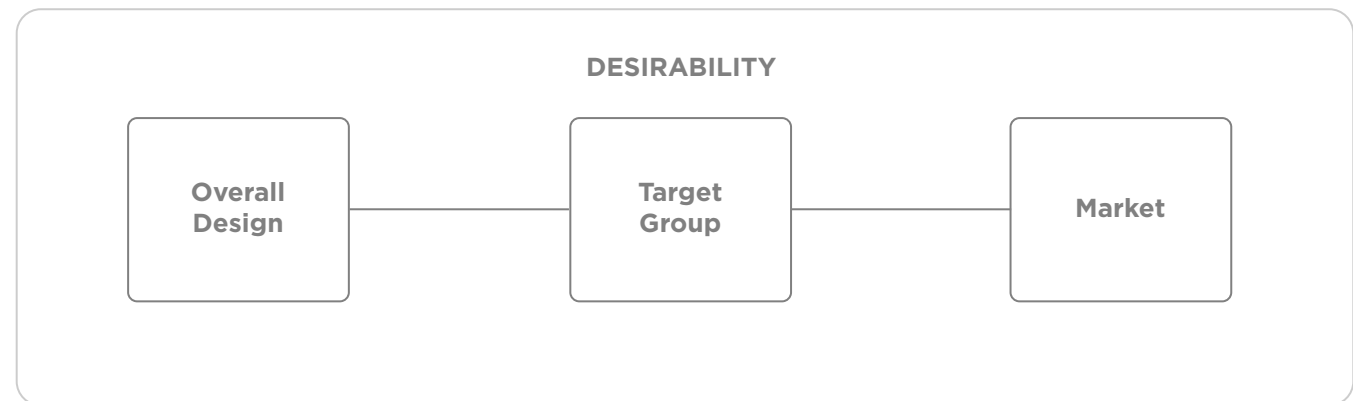 DESIRABILITY
Overall
Design
Target
Group
Market